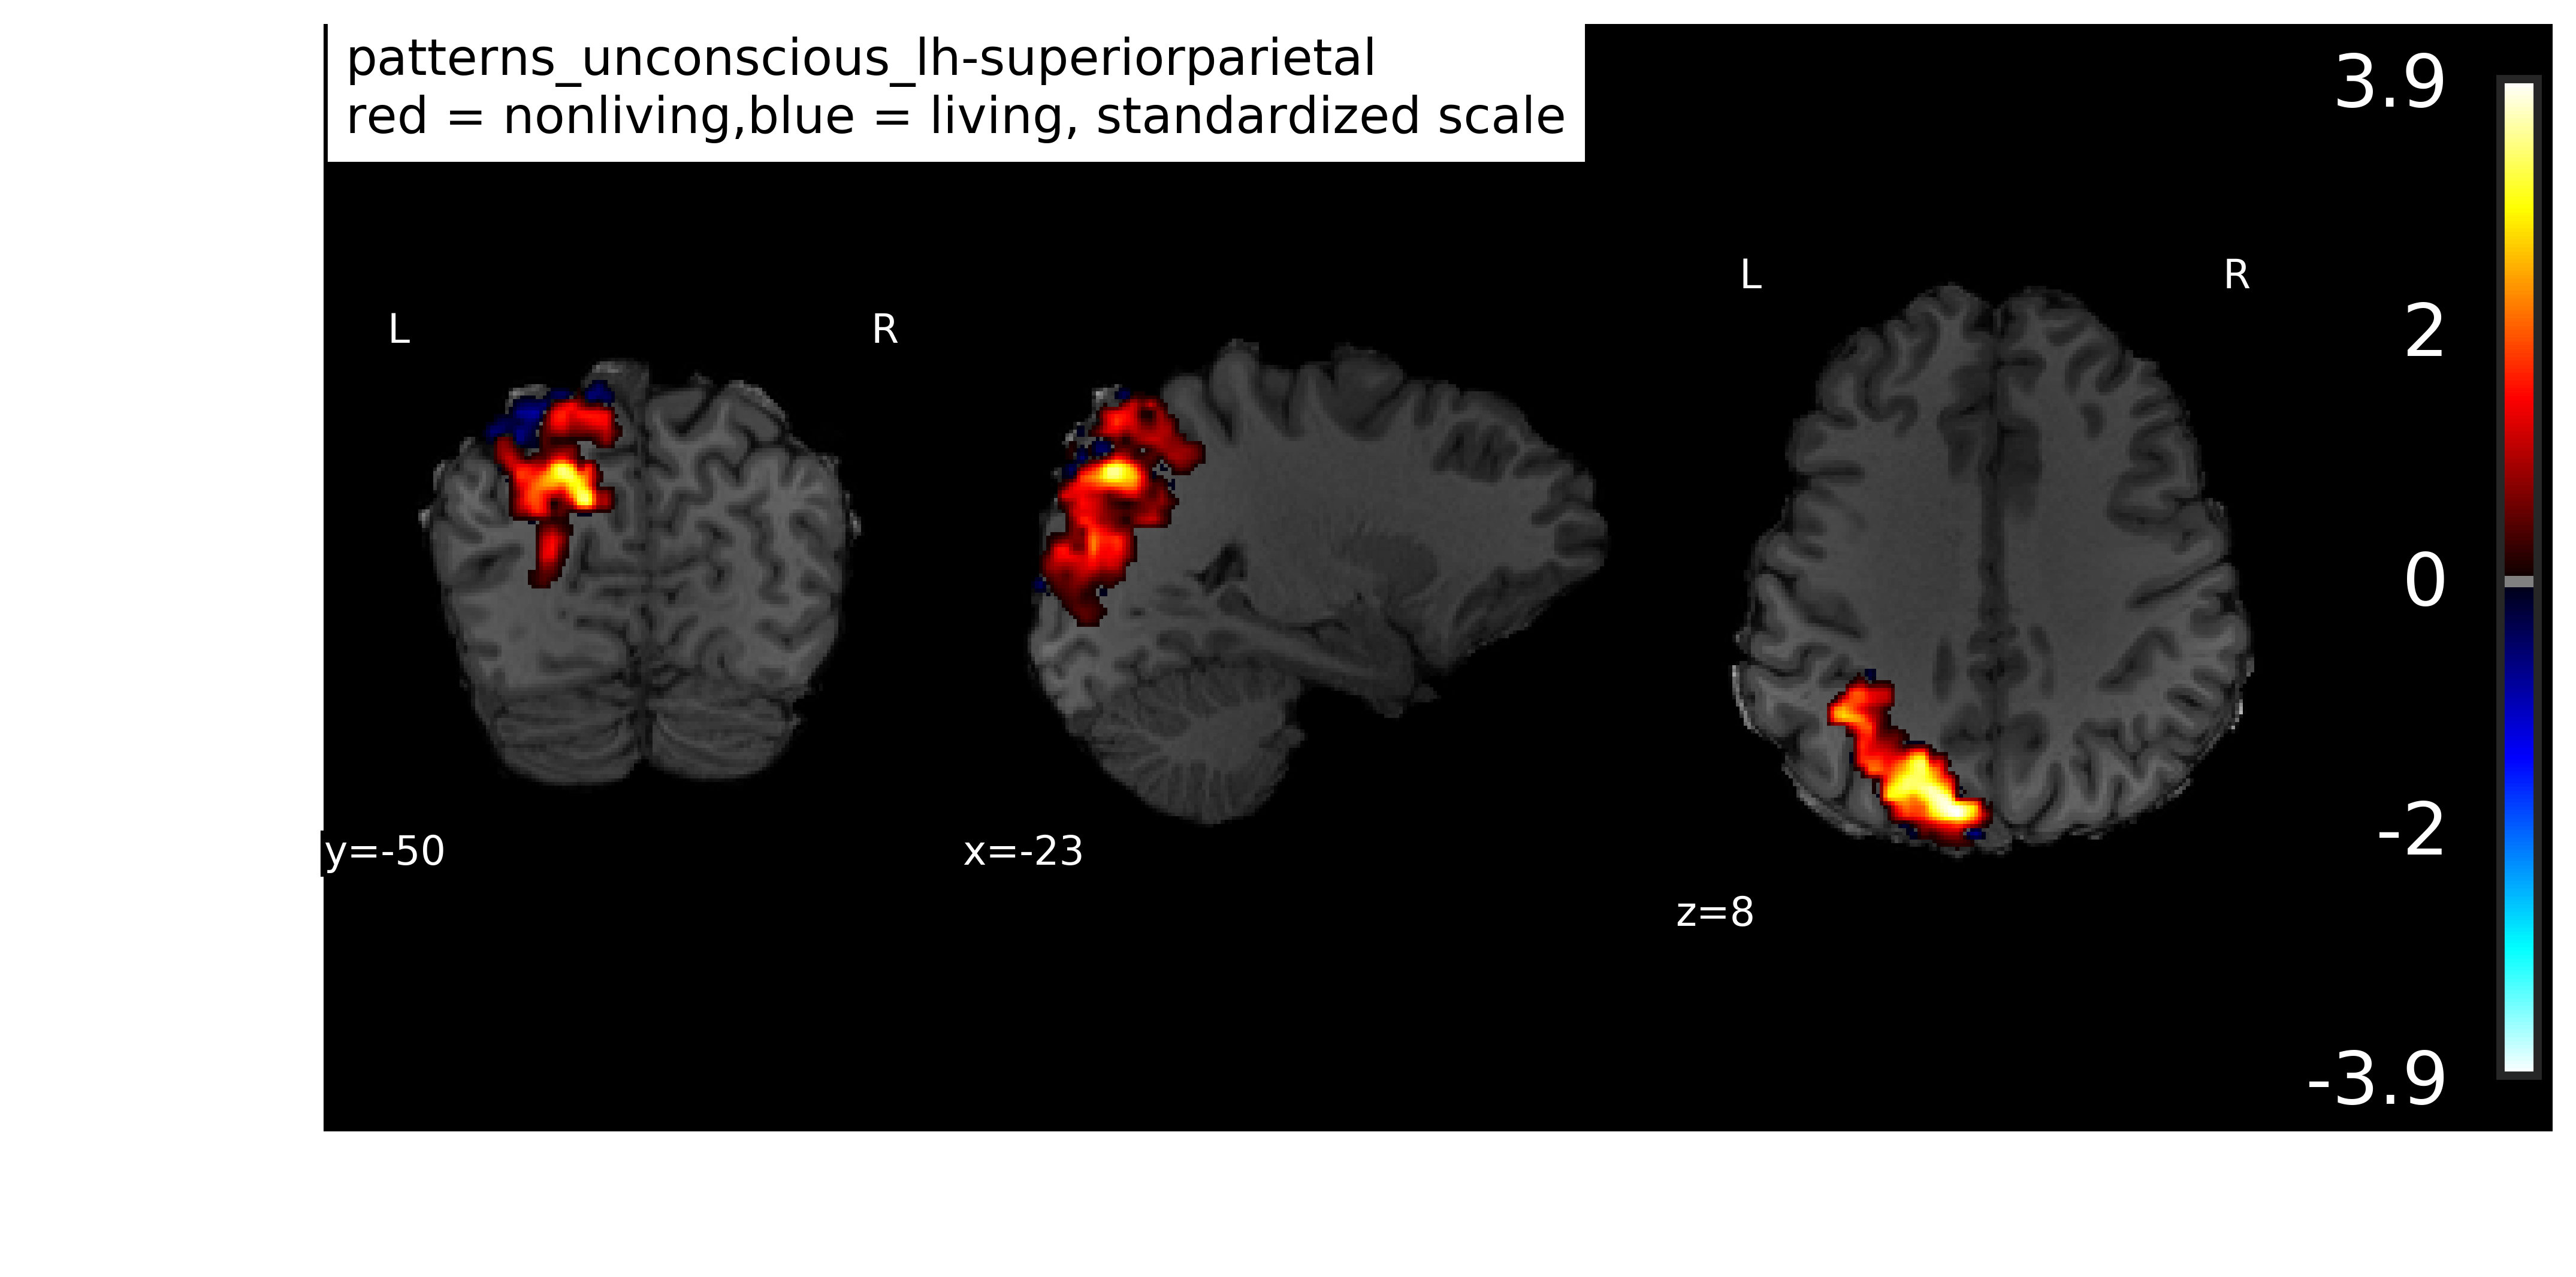 patterns_unconscious_lh-superiorparietal
red = nonliving,blue = living, standardized scale
3.9
2
0
-2
-3.9
L
R
L
R
y=-50
x=-23
z=8